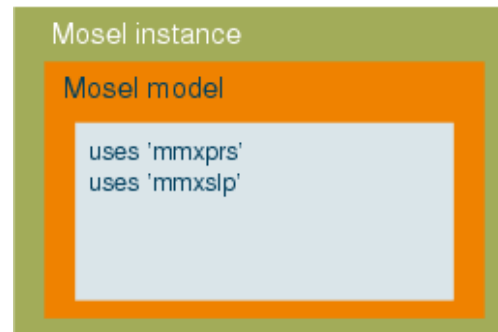 Mosel instance
Mosel model
uses 'mmxprs'
uses 'mmxslp'